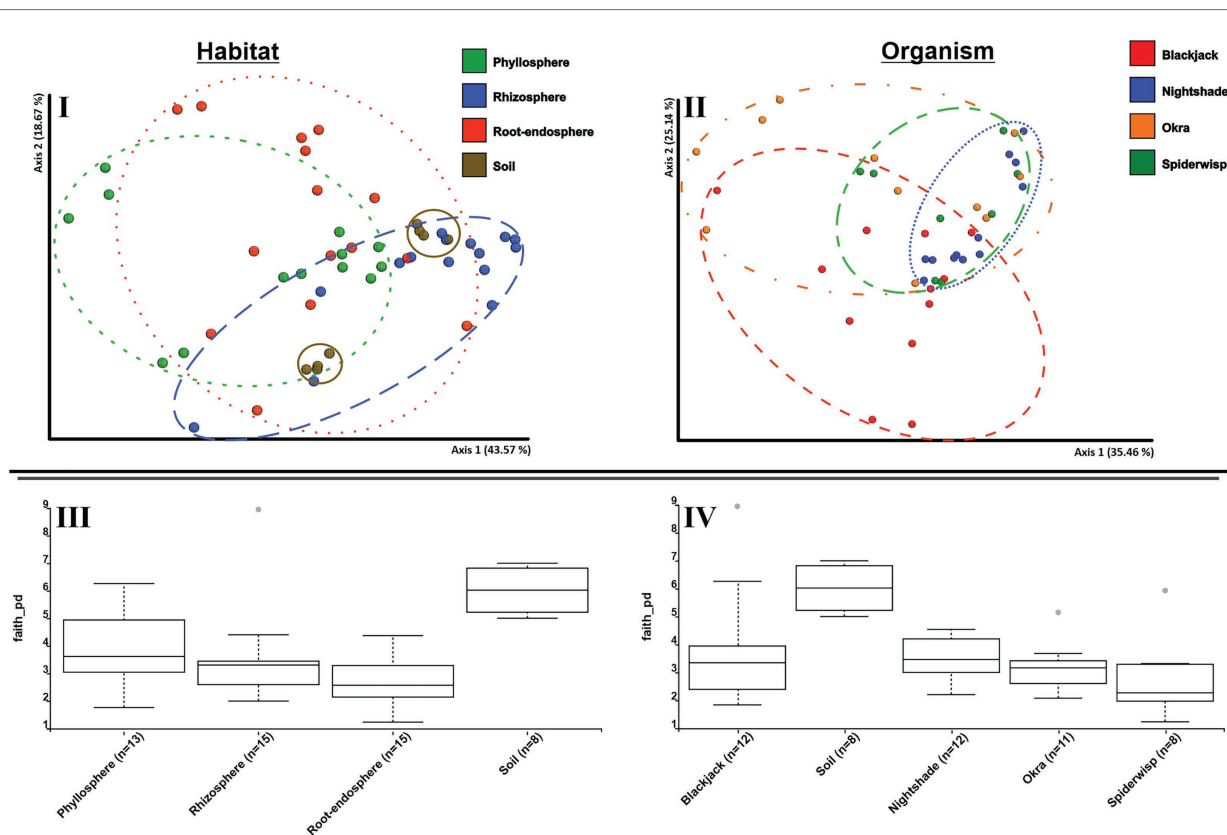 Habitat
I
Phyllosphere
Rhizosphere
Root-endosphere
Soil
Axis 2 (18.67 %)
Axis 1 (43.57 %)
Organism
II
Blackjack
Nightshade
Okra
Spiderwisp
Axis 2 (25.14 %)
Axis 1 (35.46 %)
III
faith_pd
9
8
7
6
5
4
3
2
1
Phyllosphere (n=13)
Rhizosphere (n=15)
Root-endosphere (n=15)
Soil (n=8)
IV
faith_pd
9
8
7
6
5
4
3
2
1
Blackjack (n=12)
Soil (n=8)
Nightshade (n=12)
Okra (n=11)
Spiderwisp (n=8)